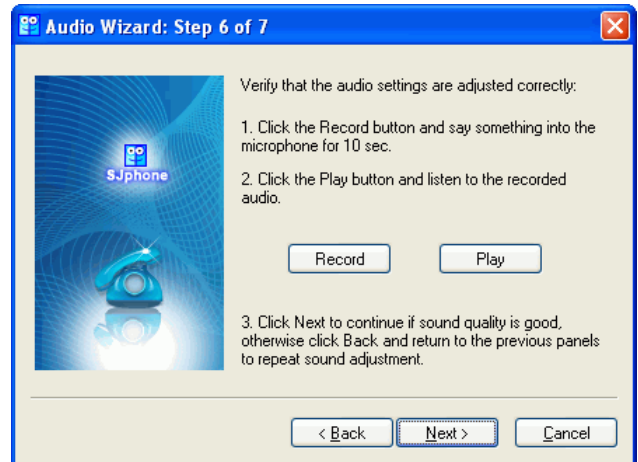 Audio Wizard: Step 6 of 7
Verify that the audio settings are adjusted correctly:
1. Click the Record button and say something into the
microphone for 10 sec.
2. Click the Play button and listen to the recorded
audio.
SJphone
Record
Play
3. Click Next to continue if sound quality is good,
otherwise click Back and return to the previous panels
to repeat sound adjustment.
< Back
Next >
Cancel